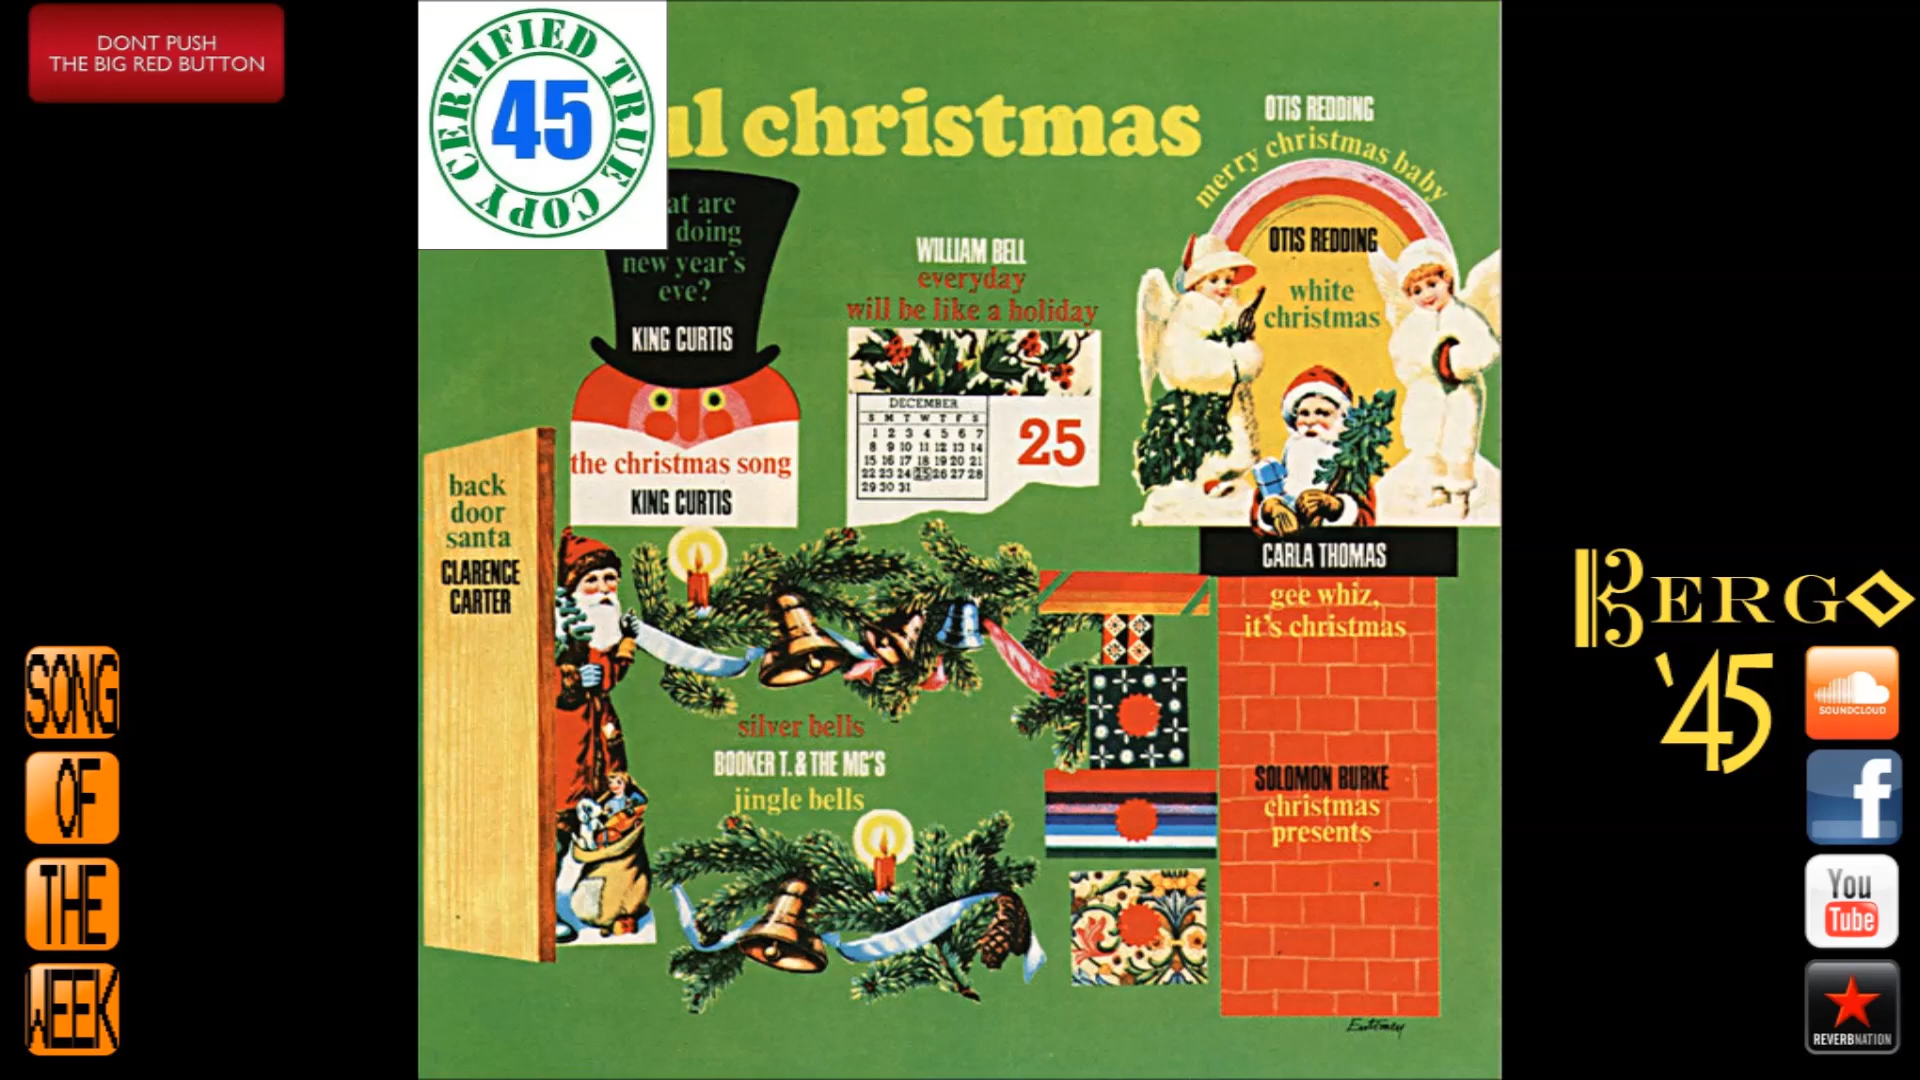 DONT PUSH
THE BIG RED BUTTON
CERTIFIED TRUE COPY
45
ul christmas
at are
doing
new year's
eve?
KING CURTIS
the christmas song
KING CURTIS
WILLIAM BELL
everyday
will be like a holiday
DECEMBER
S M T W T F S
1 2 3 4 5 6 7
8 9 10 11 12 13 14
15 16 17 18 19 20 21
22 23 24 25 26 27 28
29 30 31
25
OTIS REDDING
merry christmas baby
OTIS REDDING
white
christmas
back
door
santa
CLARENCE
CARTER
silver bells
BOOKER T. & THE MG'S
jingle bells
CARLA THOMAS
gee whiz,
it's christmas
SOLOMON BURKE
christmas
presents
SONG
OF
THE
WEEK
BERGO
'45
SOUNDCLOUD
f
You
Tube
REVERBNATION